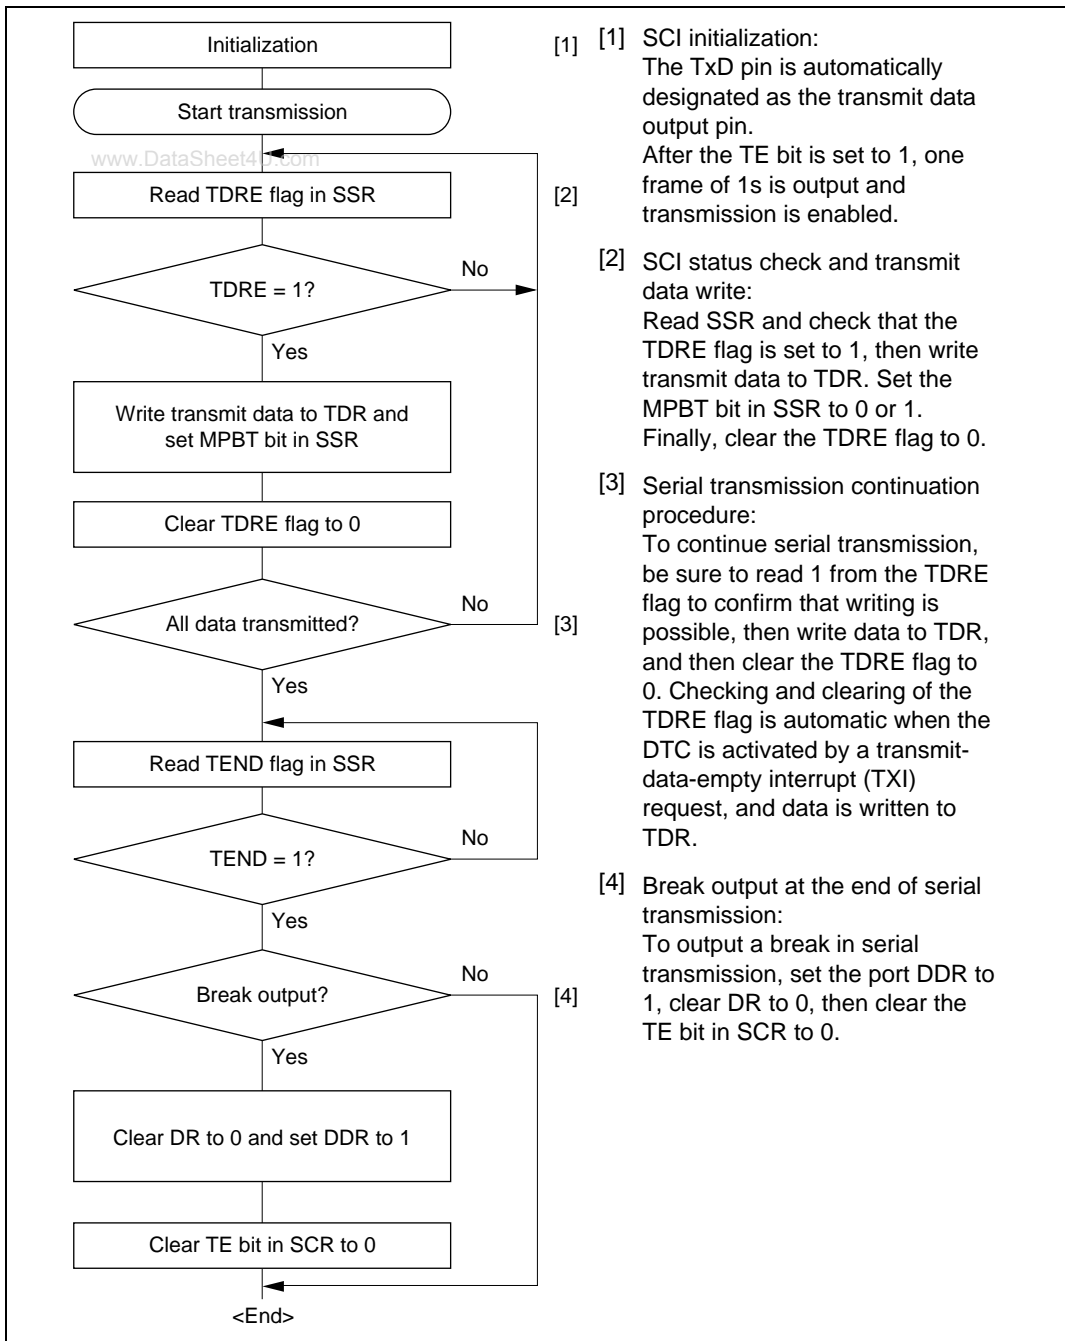 Initialization
[1]
Start transmission
www.DataSheet4U.com
Read TDRE flag in SSR
[2]
No
TDRE = 1?
Yes
Write transmit data to TDR and
set MPBT bit in SSR
Clear TDRE flag to 0
No
All data transmitted?
[3]
Yes
Read TEND flag in SSR
No
TEND = 1?
Yes
No
Break output?
[4]
Yes
Clear DR to 0 and set DDR to 1
Clear TE bit in SCR to 0
<End>
[1] SCI initialization:
The TxD pin is automatically
designated as the transmit data
output pin.
After the TE bit is set to 1, one
frame of 1s is output and
transmission is enabled.
[2] SCI status check and transmit
data write:
Read SSR and check that the
TDRE flag is set to 1, then write
transmit data to TDR. Set the
MPBT bit in SSR to 0 or 1.
Finally, clear the TDRE flag to 0.
[3] Serial transmission continuation
procedure:
To continue serial transmission,
be sure to read 1 from the TDRE
flag to confirm that writing is
possible, then write data to TDR,
and then clear the TDRE flag to
0. Checking and clearing of the
TDRE flag is automatic when the
DTC is activated by a transmit-
data-empty interrupt (TXI)
request, and data is written to
TDR.
[4] Break output at the end of serial
transmission:
To output a break in serial
transmission, set the port DDR to
1, clear DR to 0, then clear the
TE bit in SCR to 0.